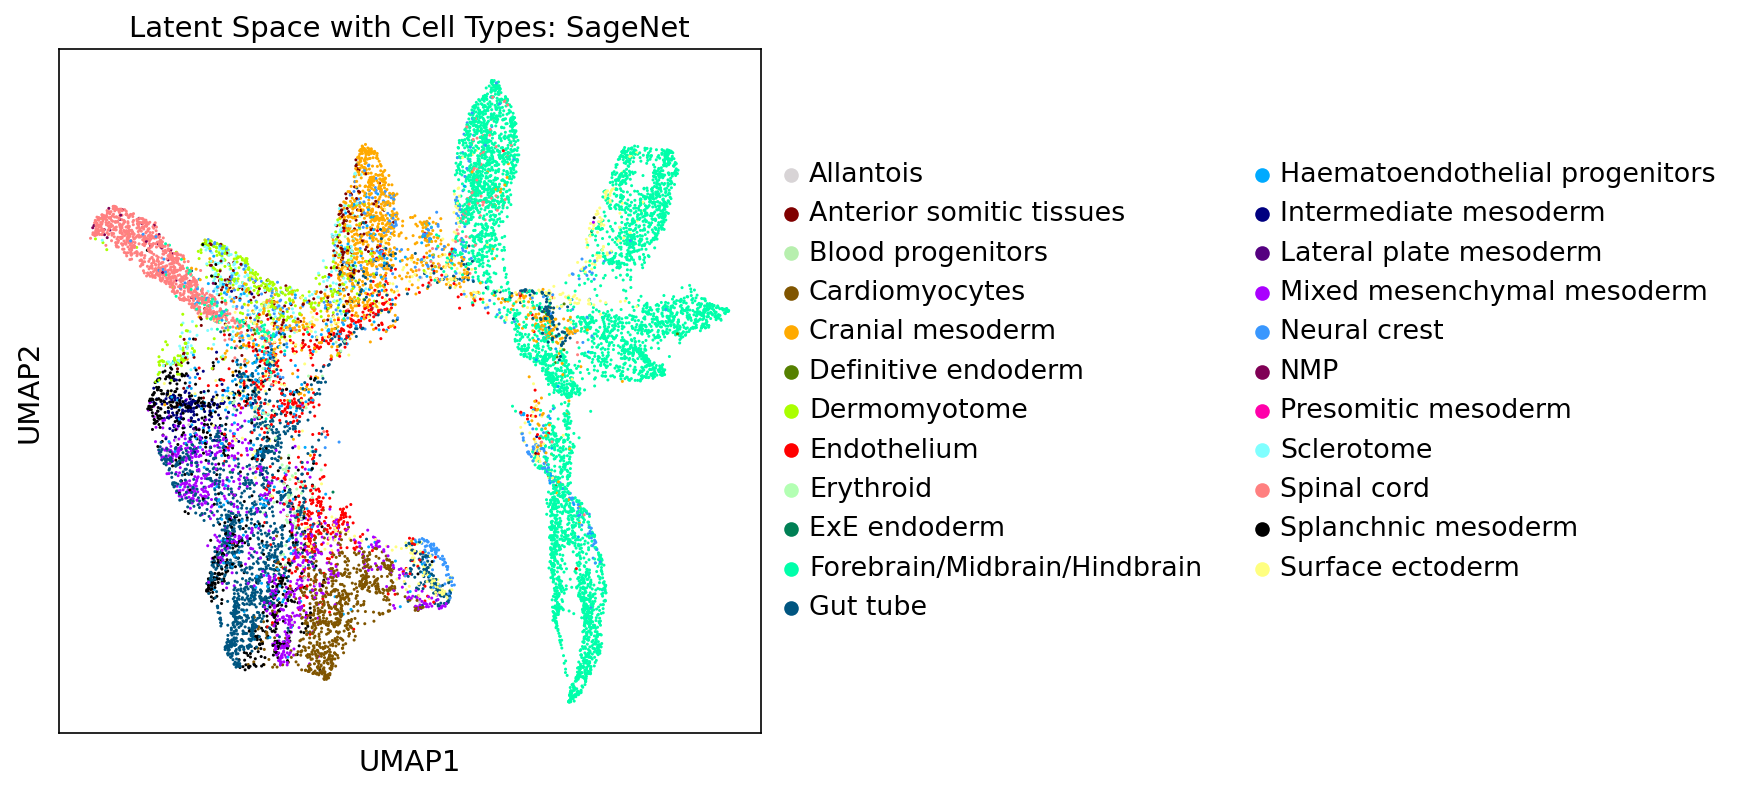 Latent Space with Cell Types: SageNet
UMAP2
UMAP1
Allantois
Anterior somitic tissues
Blood progenitors
Cardiomyocytes
Cranial mesoderm
Definitive endoderm
Dermomyotome
Endothelium
Erythroid
ExE endoderm
Forebrain/Midbrain/Hindbrain
Gut tube
Haematoendothelial progenitors
Intermediate mesoderm
Lateral plate mesoderm
Mixed mesenchymal mesoderm
Neural crest
NMP
Presomitic mesoderm
Sclerotome
Spinal cord
Splanchnic mesoderm
Surface ectoderm